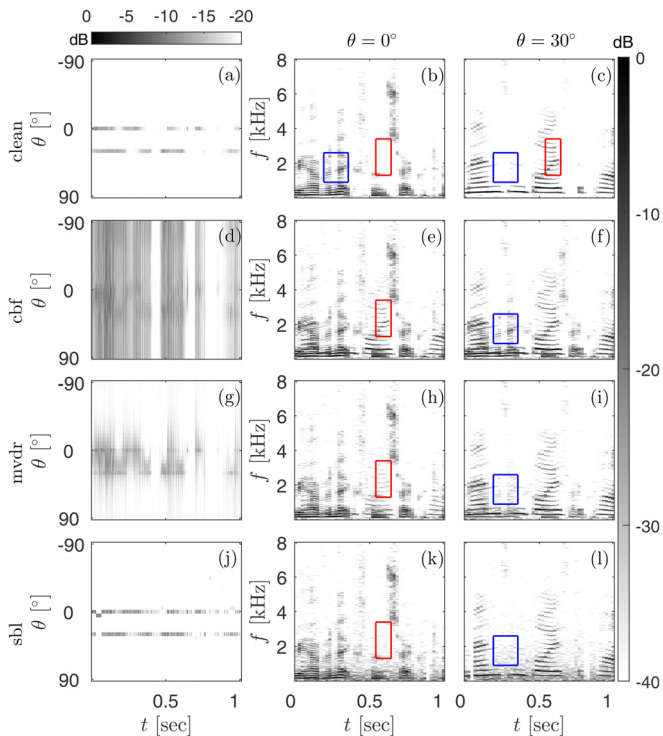 0 -5 -10 -15 -20
dB
θ = 0° θ = 30° dB
clean θ [°] -90 0 90 (a) f [kHz] 8 6 4 2 (b) (c) 0
cbf θ [°] -90 0 90 (d) f [kHz] 8 6 4 2 (e) (f) -10
-20
mvdr θ [°] -90 0 90 (g) f [kHz] 8 6 4 2 (h) (i)
-30
sbl θ [°] -90 0 90 (j) f [kHz] 8 6 4 2 (k) (l)
-40
0.5 1 0 0.5 1 0 0.5 1
t [sec] t [sec] t [sec]